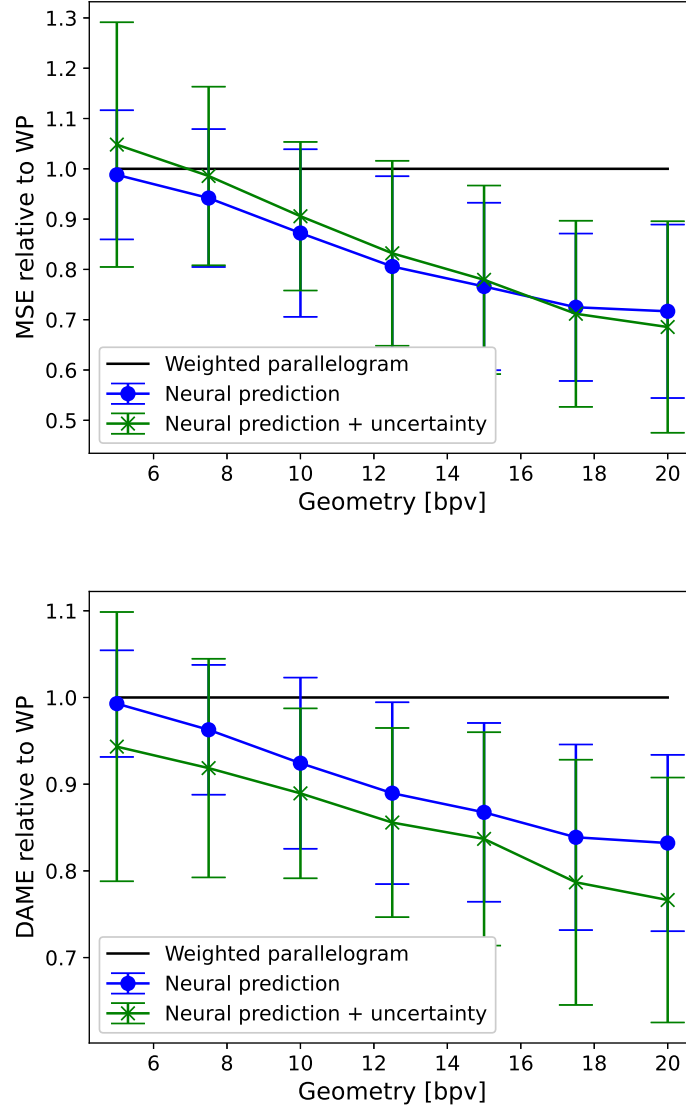 1.3
1.2
1.1
1.0
0.9
0.8
0.7
0.6
0.5
MSE relative to WP
Weighted parallelogram
Neural prediction
Neural prediction + uncertainty
6 8 10 12 14 16 18 20
Geometry [bpv]
1.1
1.0
0.9
0.8
0.7
DAME relative to WP
Weighted parallelogram
Neural prediction
Neural prediction + uncertainty
6 8 10 12 14 16 18 20
Geometry [bpv]